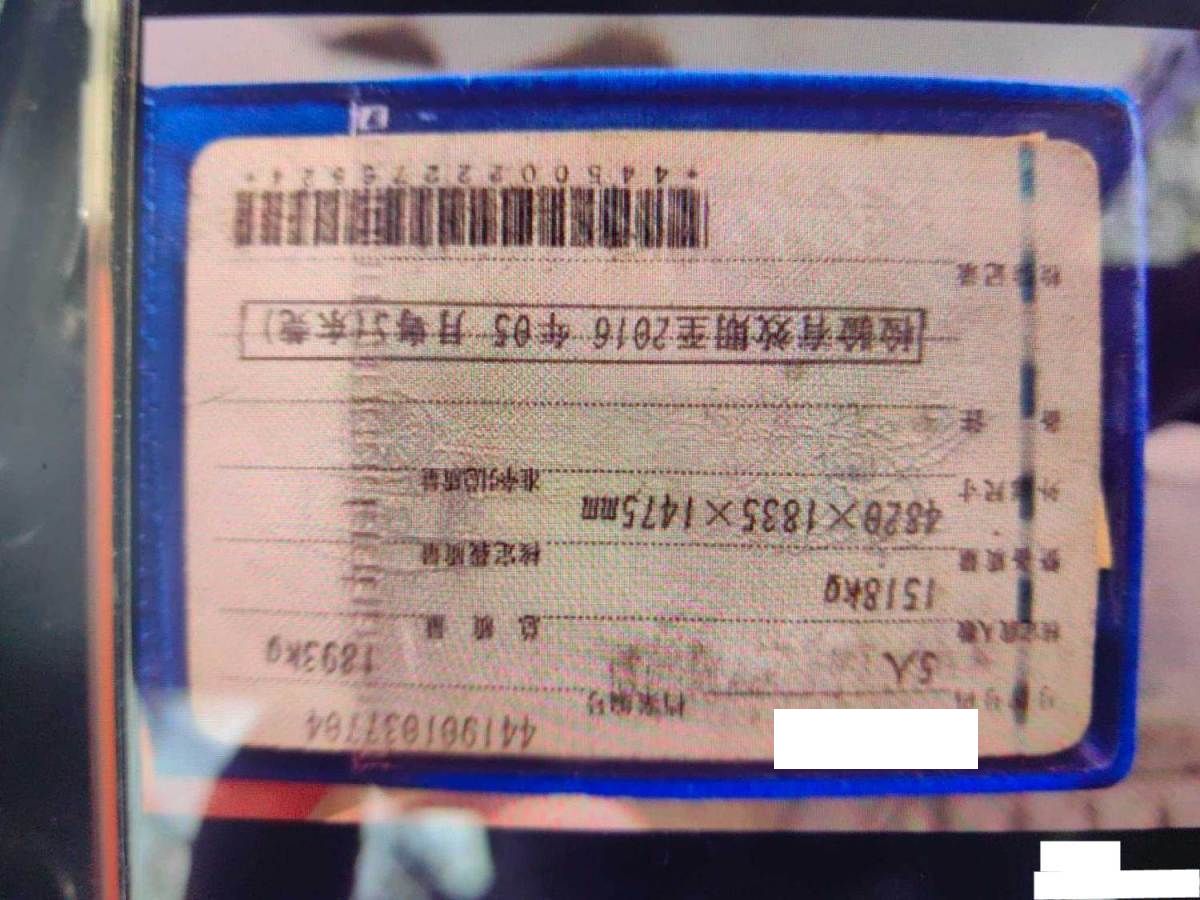 号牌号码 档案编号 441901037704
核定载人数 5人 总质量 1893kg
整备质量 1518kg 核定载质量
外廓尺寸 4820×1835×1475mm 准牵引总质量
备注
检验有效期至2016年05月粤S(东莞)
检验记录